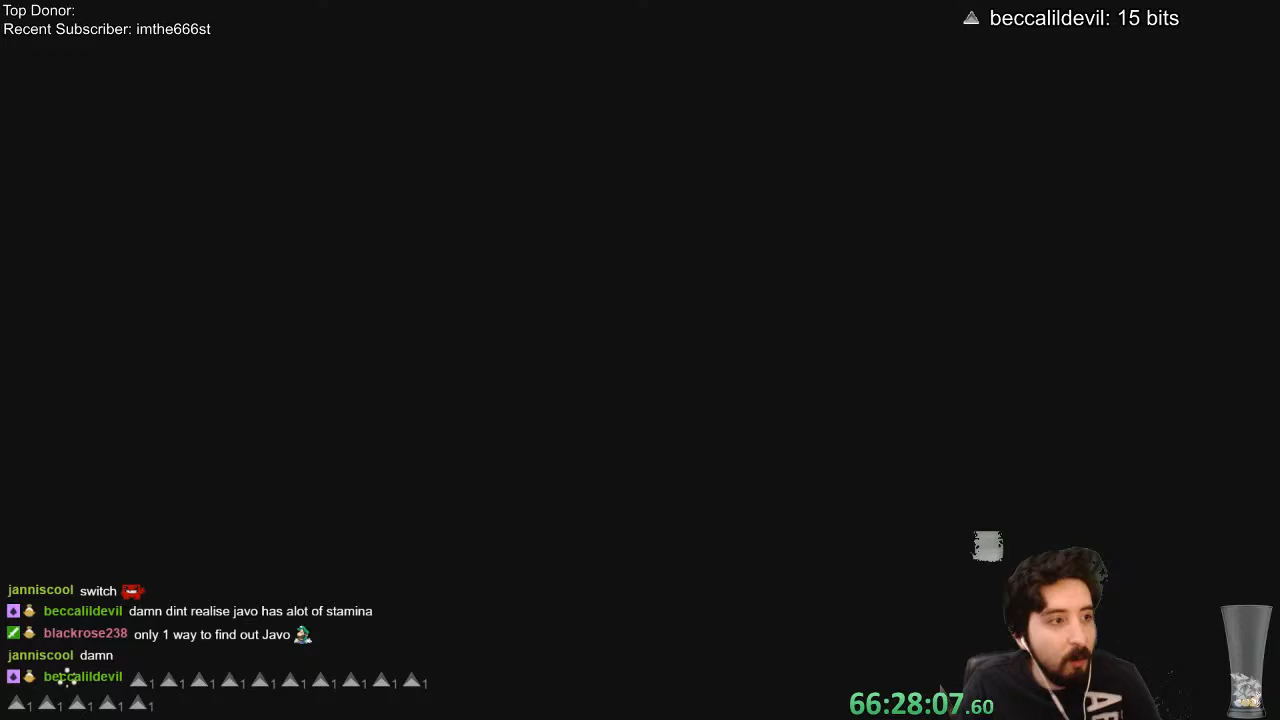 Top Donor:
Recent Subscriber: imthe666st
beccalildevil: 15 bits
janniscool switch
beccalildevil damn dint realise javo has alot of stamina
blackrose238 only 1 way to find out Javo
janniscool damn
beccalildevil 1 1 1 1 1 1 1 1 1 1
1 1 1 1 1
66:28:07.60